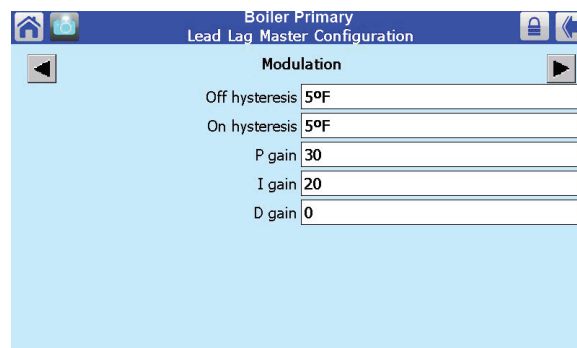 Boiler Primary
Lead Lag Master Configuration
Modulation
Off hysteresis 5ºF
On hysteresis 5ºF
P gain 30
I gain 20
D gain 0